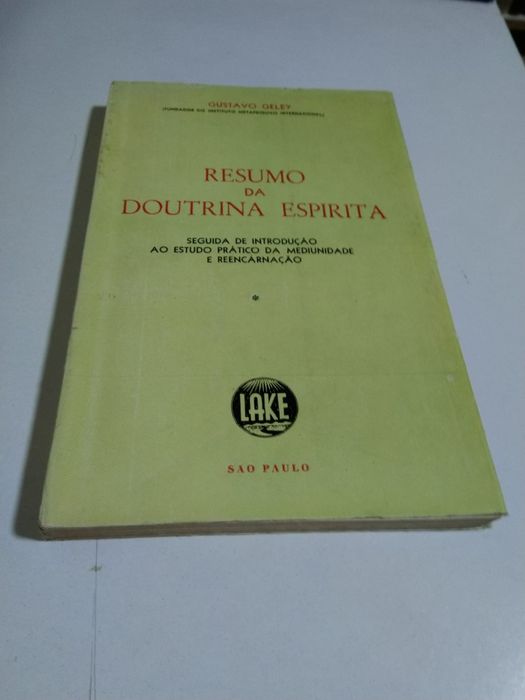 GUSTAVO GELEY
(FUNDADOR DO INSTITUTO METAPSIQUICO INTERNACIONAL)
RESUMO
DA
DOUTRINA ESPIRITA
SEGUIDA DE INTRODUÇÃO
AO ESTUDO PRÁTICO DA MEDIUNIDADE
E REENCARNAÇÃO
*
LAKE
SAO PAULO